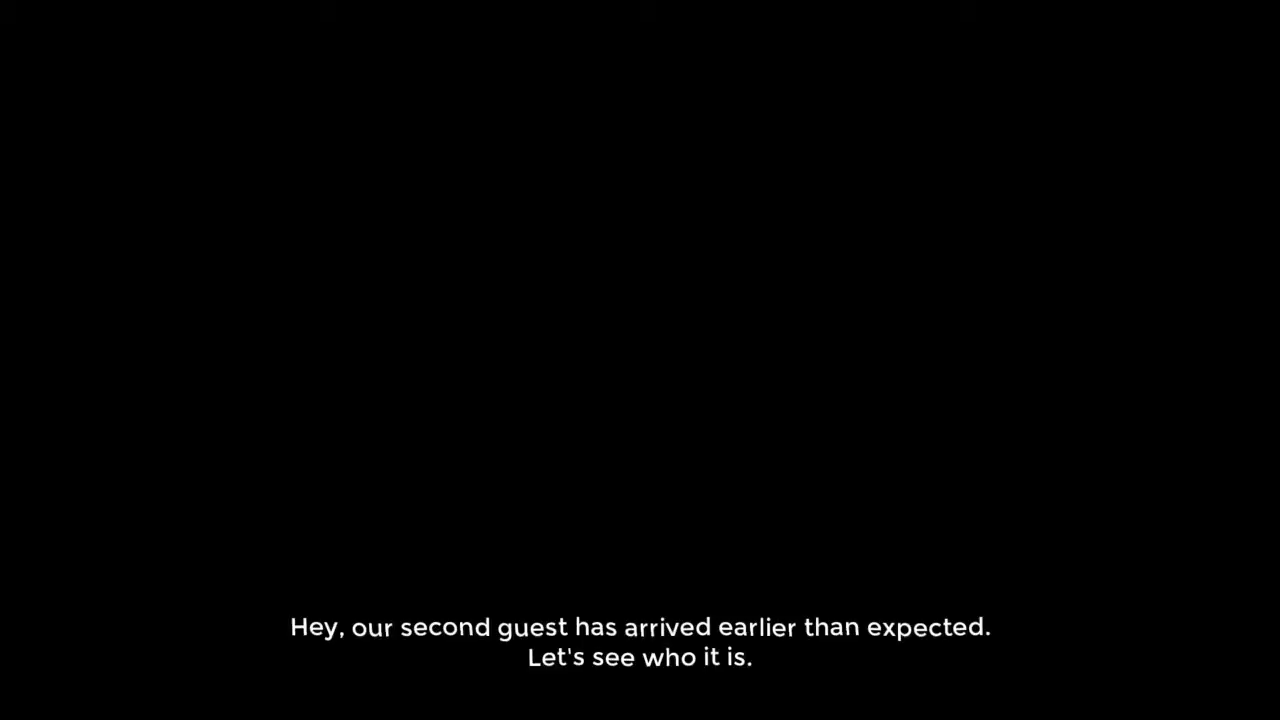 Hey, our second guest has arrived earlier than expected.
Let's see who it is.